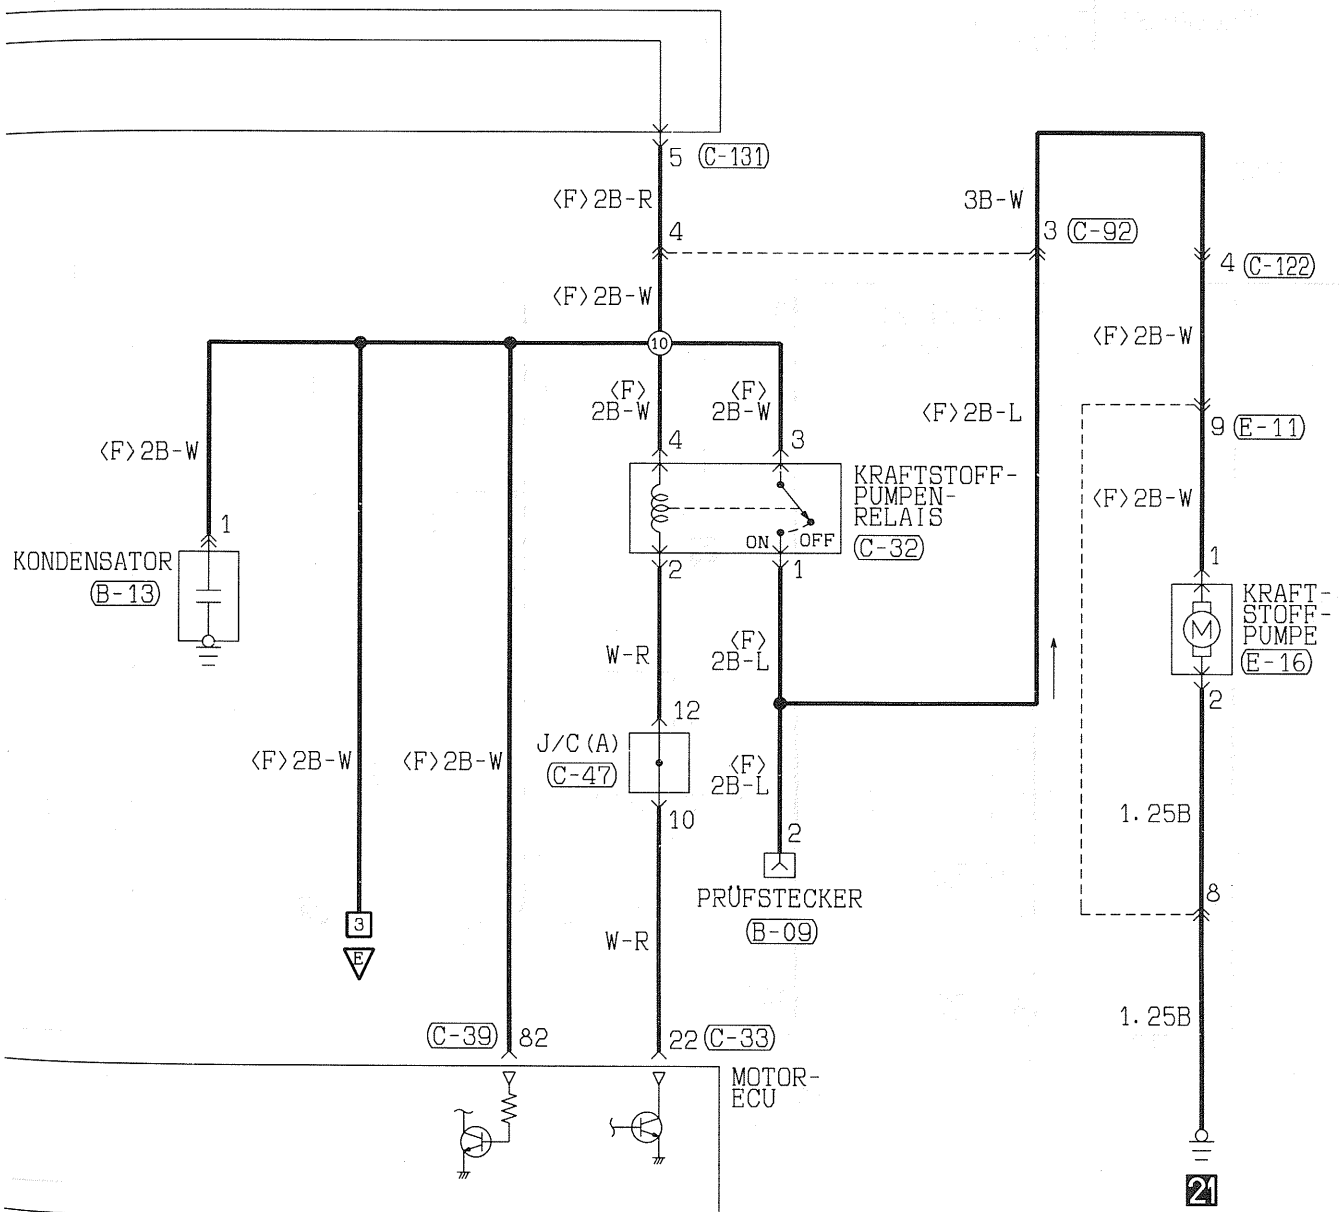 5 (C-131)
<F>2B-R
3B-W
4
3 (C-92)
4 (C-122)
<F>2B-W
<F>2B-W
10
<F>
2B-W
<F>
2B-W
<F>2B-L
9 (E-11)
<F>2B-W
4
3
KRAFTSTOFF-
PUMPEN-
RELAIS
(C-32)
<F>2B-W
ON
OFF
1
KONDENSATOR
(B-13)
2
1
1
KRAFT-
STOFF-
PUMPE
(E-16)
M
W-R
<F>
2B-L
2
12
J/C(A)
(C-47)
<F>2B-W
<F>2B-W
<F>
2B-L
10
2
1.25B
PRÜFSTECKER
(B-09)
8
3
E
W-R
1.25B
(C-39) 82
22 (C-33)
MOTOR-
ECU
21